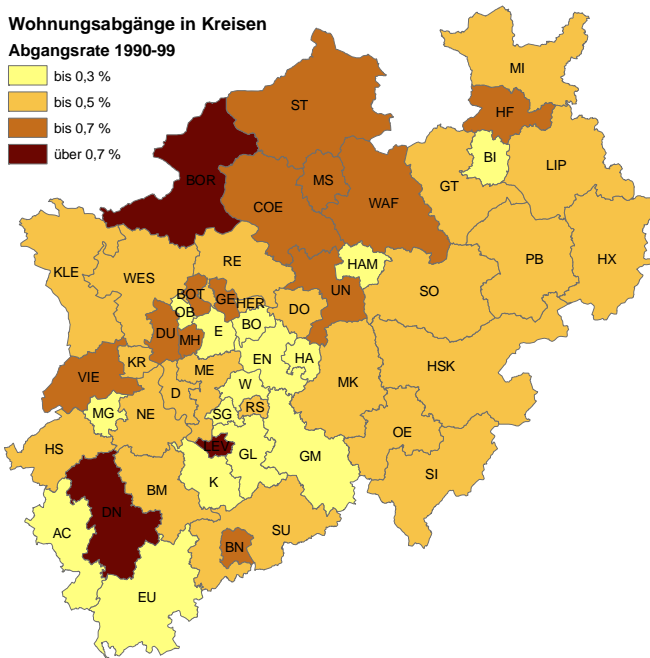 Wohnungsabgänge in Kreisen
Abgangsrate 1990-99
bis 0,3 %
bis 0,5 %
bis 0,7 %
über 0,7 %
MI
ST
HF
BI
LIP
BOR
MS
GT
COE
WAF
PB
HX
KLE
WES
RE
HAM
SO
BOT
GE
HER
UN
OB
DO
DU
E
BO
MH
EN
HA
HSK
VIE
KR
ME
W
MK
MG
NE
D
SG
RS
OE
HS
LEV
GL
GM
SI
BM
K
DN
AC
SU
BN
EU